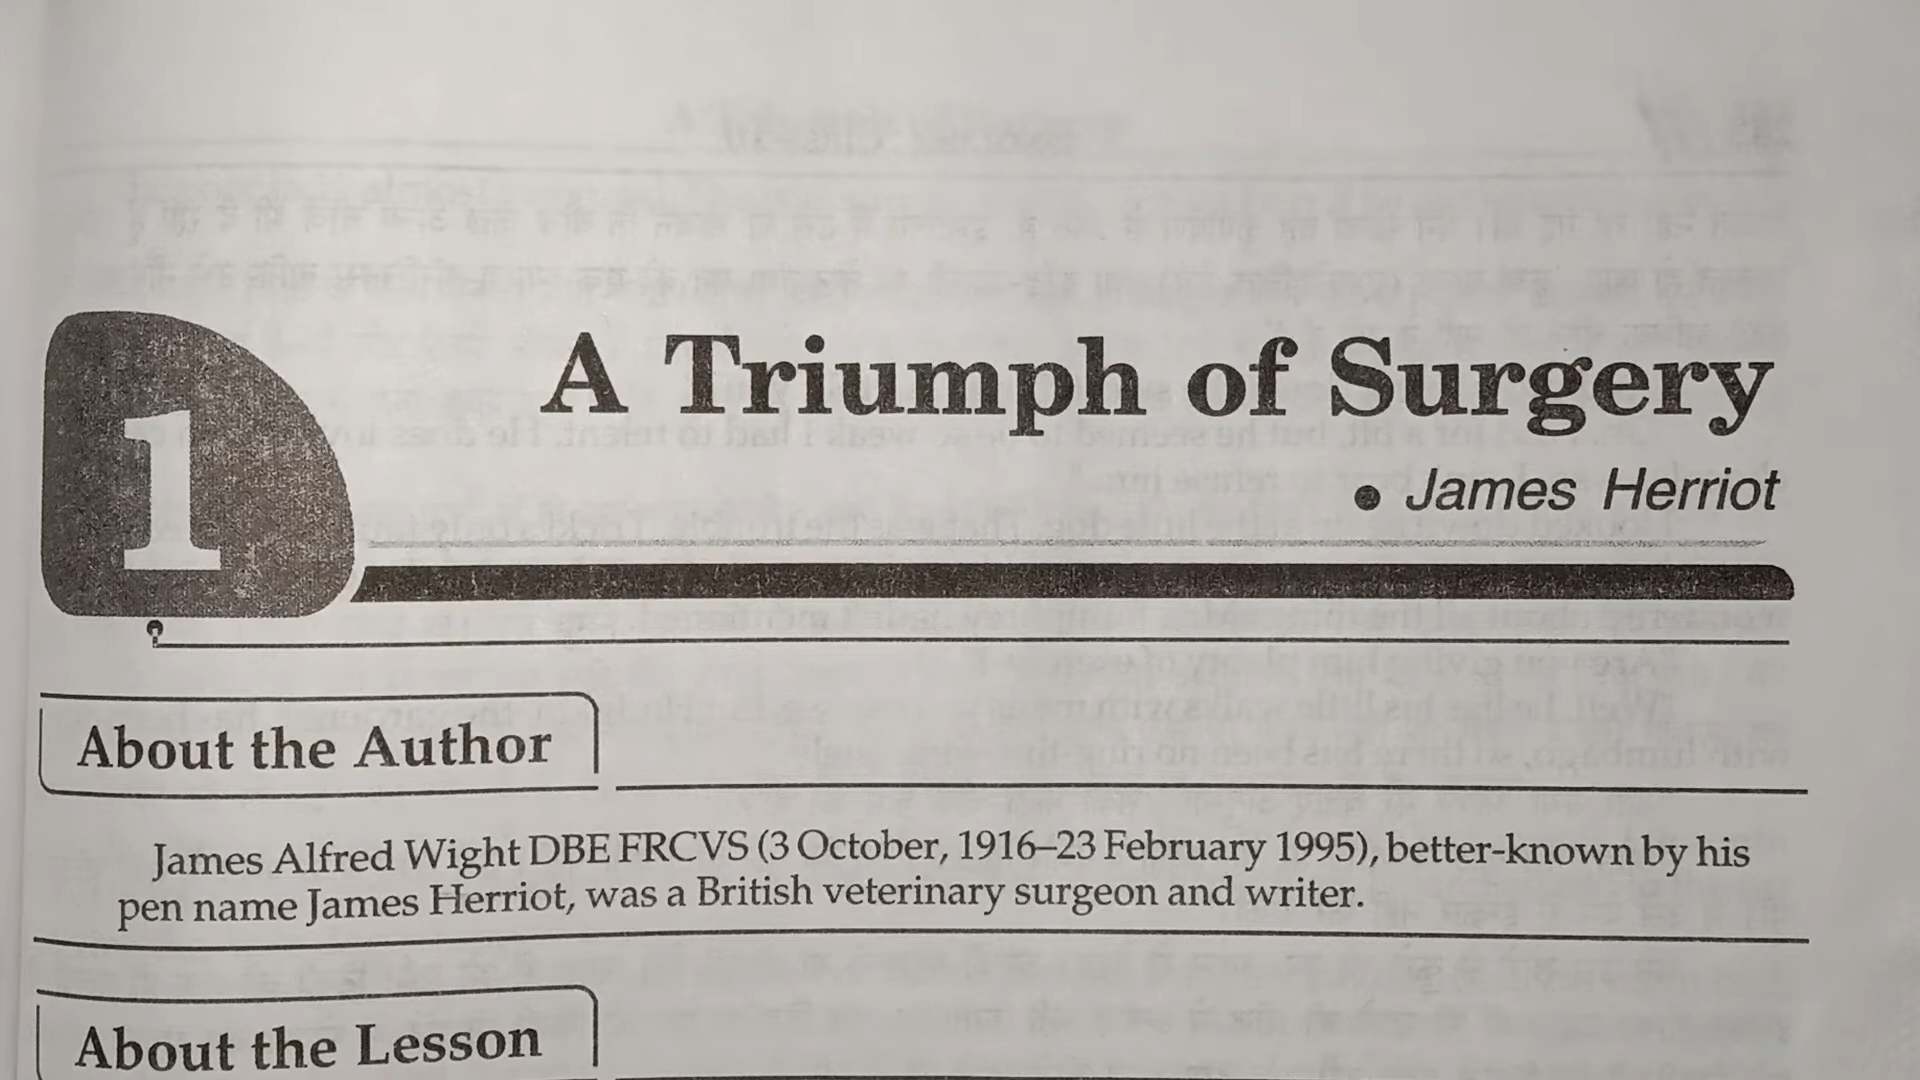 1
A Triumph of Surgery
• James Herriot
About the Author
James Alfred Wight DBE FRCVS (3 October, 1916–23 February 1995), better-known by his
pen name James Herriot, was a British veterinary surgeon and writer.
About the Lesson